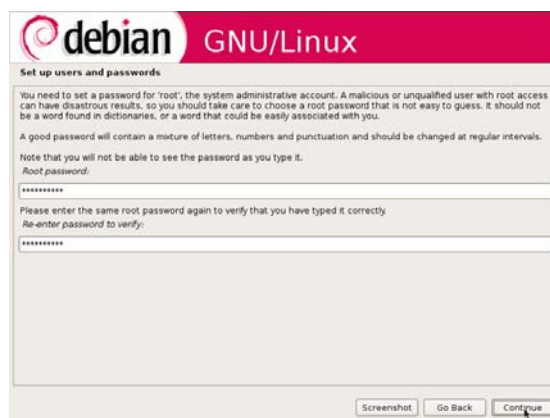 debian GNU/Linux
Set up users and passwords
You need to set a password for 'root', the system administrative account. A malicious or unqualified user with root access
can have disastrous results, so you should take care to choose a root password that is not easy to guess. It should not
be a word found in dictionaries, or a word that could be easily associated with you.
A good password will contain a mixture of letters, numbers and punctuation and should be changed at regular intervals.
Note that you will not be able to see the password as you type it.
Root password:
**********
Please enter the same root password again to verify that you have typed it correctly.
Re-enter password to verify:
**********
Screenshot Go Back Continue